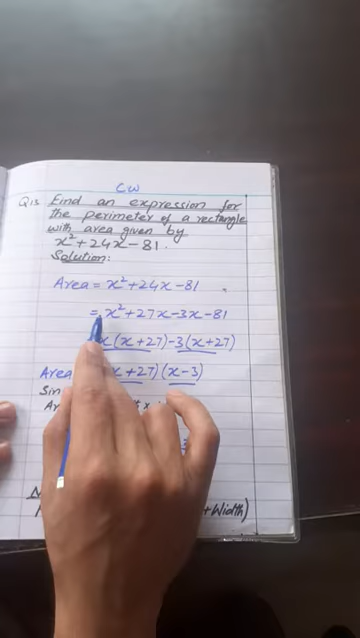 CW
Q15 Find an expression for
the perimeter of a rectangle
with area given by
x² + 24x - 81.
Solution:
Area = x² + 24x - 81
= x² + 27x - 3x - 81
x(x + 27) - 3(x + 27)
Area x + 27) (x - 3)
+ Width)